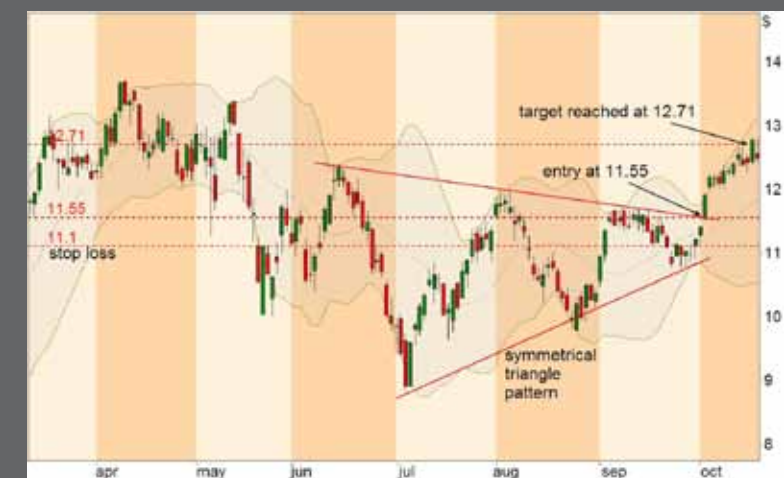 $
14
target reached at 12.71
13
12.71
entry at 11.55
12
11.55
11.1
stop loss
11
10
symmetrical
triangle
pattern
9
8
apr may jun jul aug sep oct